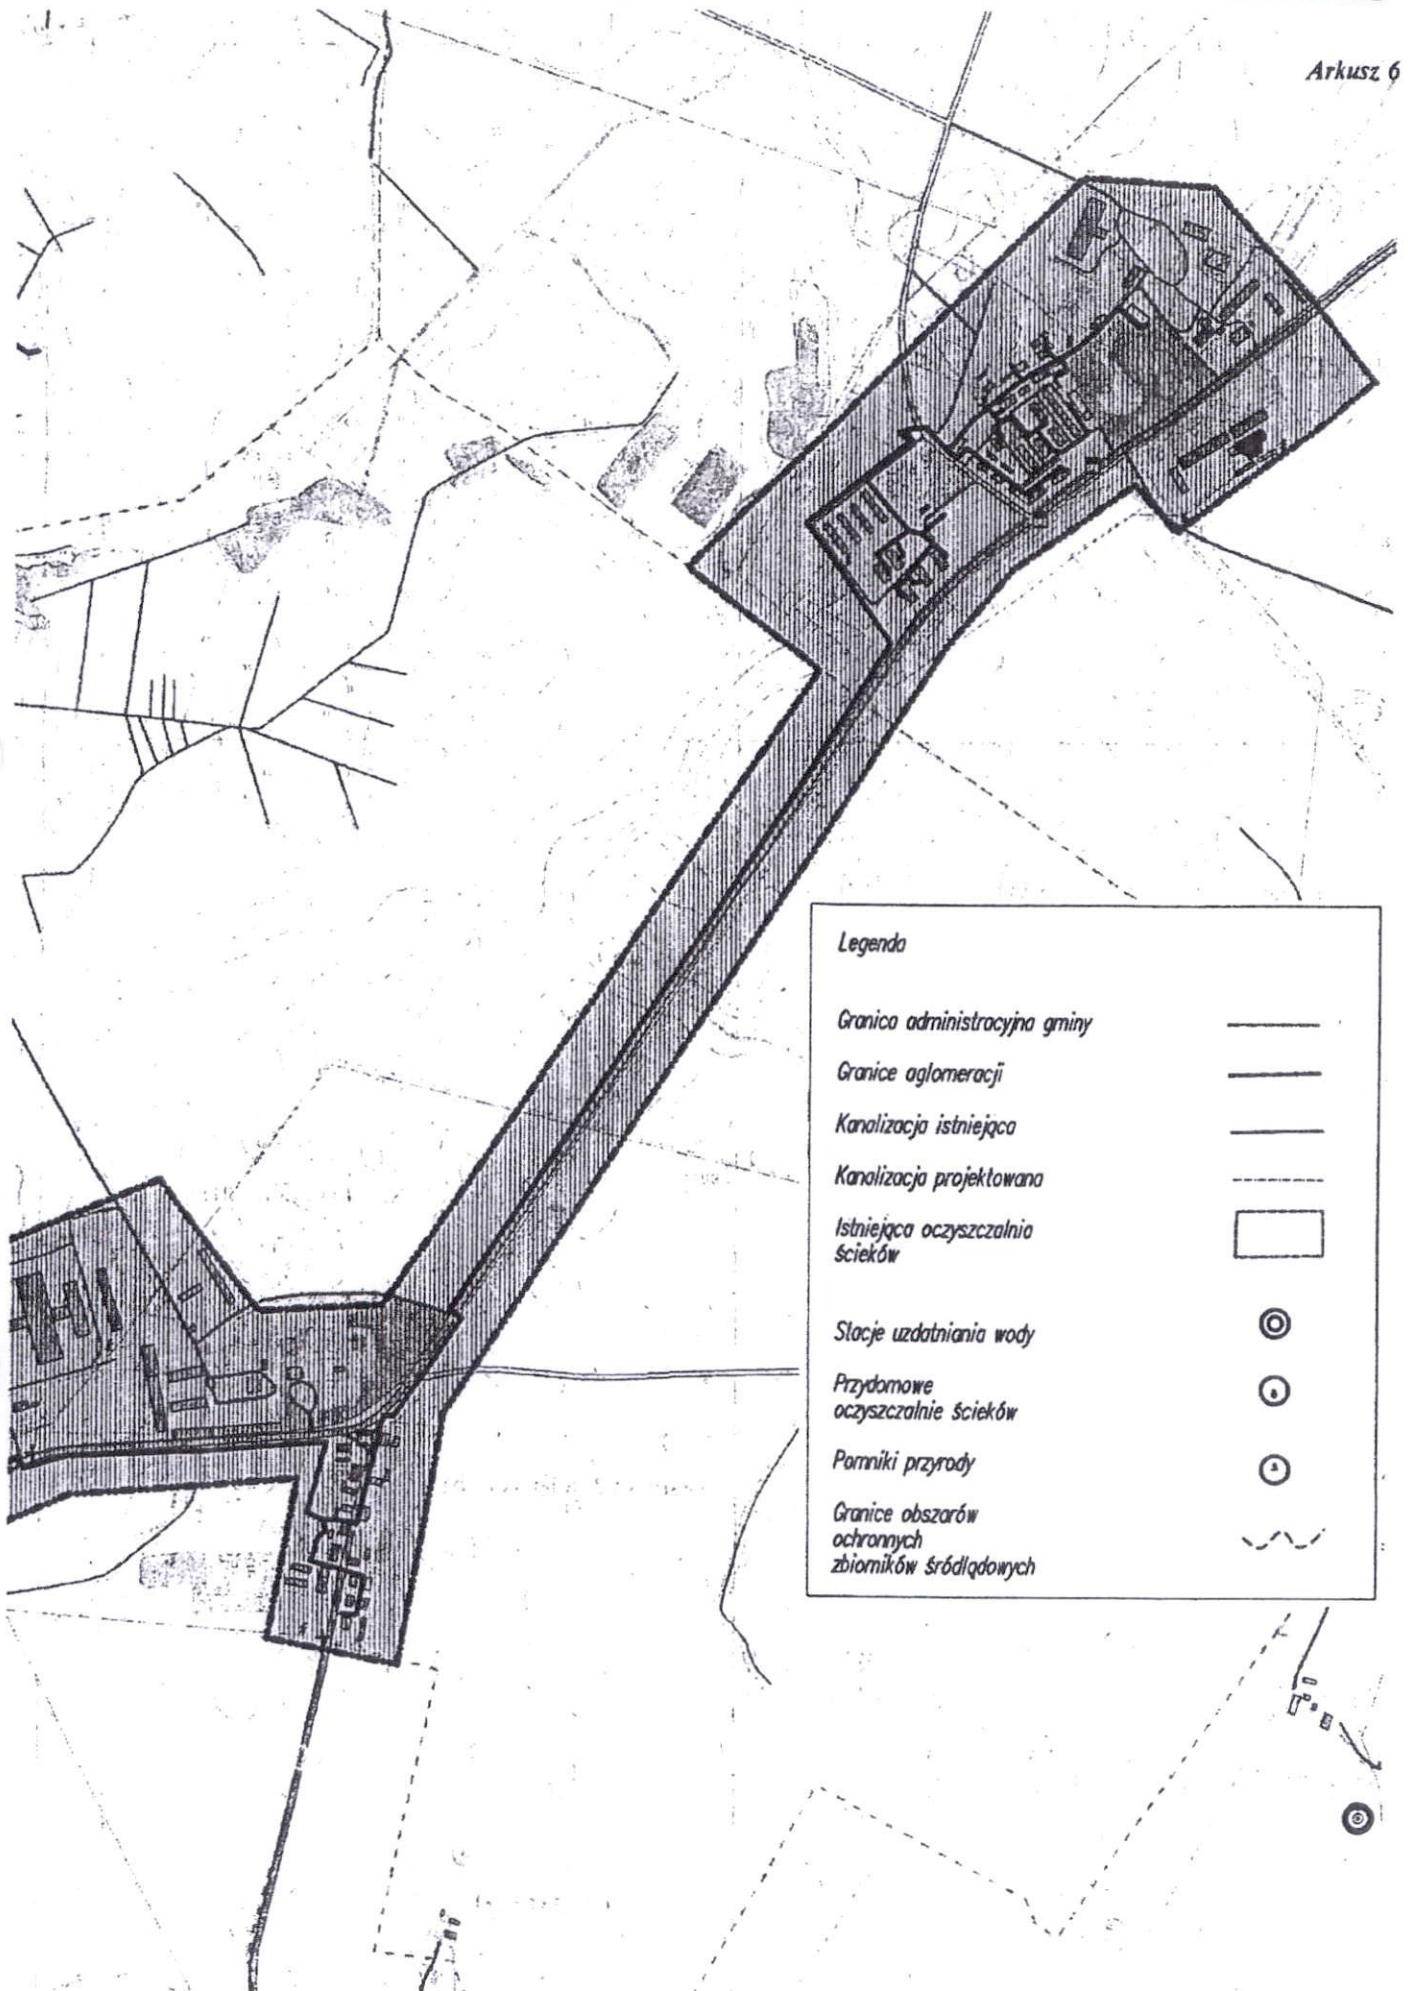 Arkusz 6
Legenda
Granica administracyjna gminy
Granice aglomeracji
Kanalizacja istniejąca
Kanalizacja projektowana
Istniejąca oczyszczalnia
ścieków
Stacje uzdatniania wody
Przydomowe
oczyszczalnie ścieków
Pomniki przyrody
Granice obszarów
ochronnych
zbiorników śródlądowych